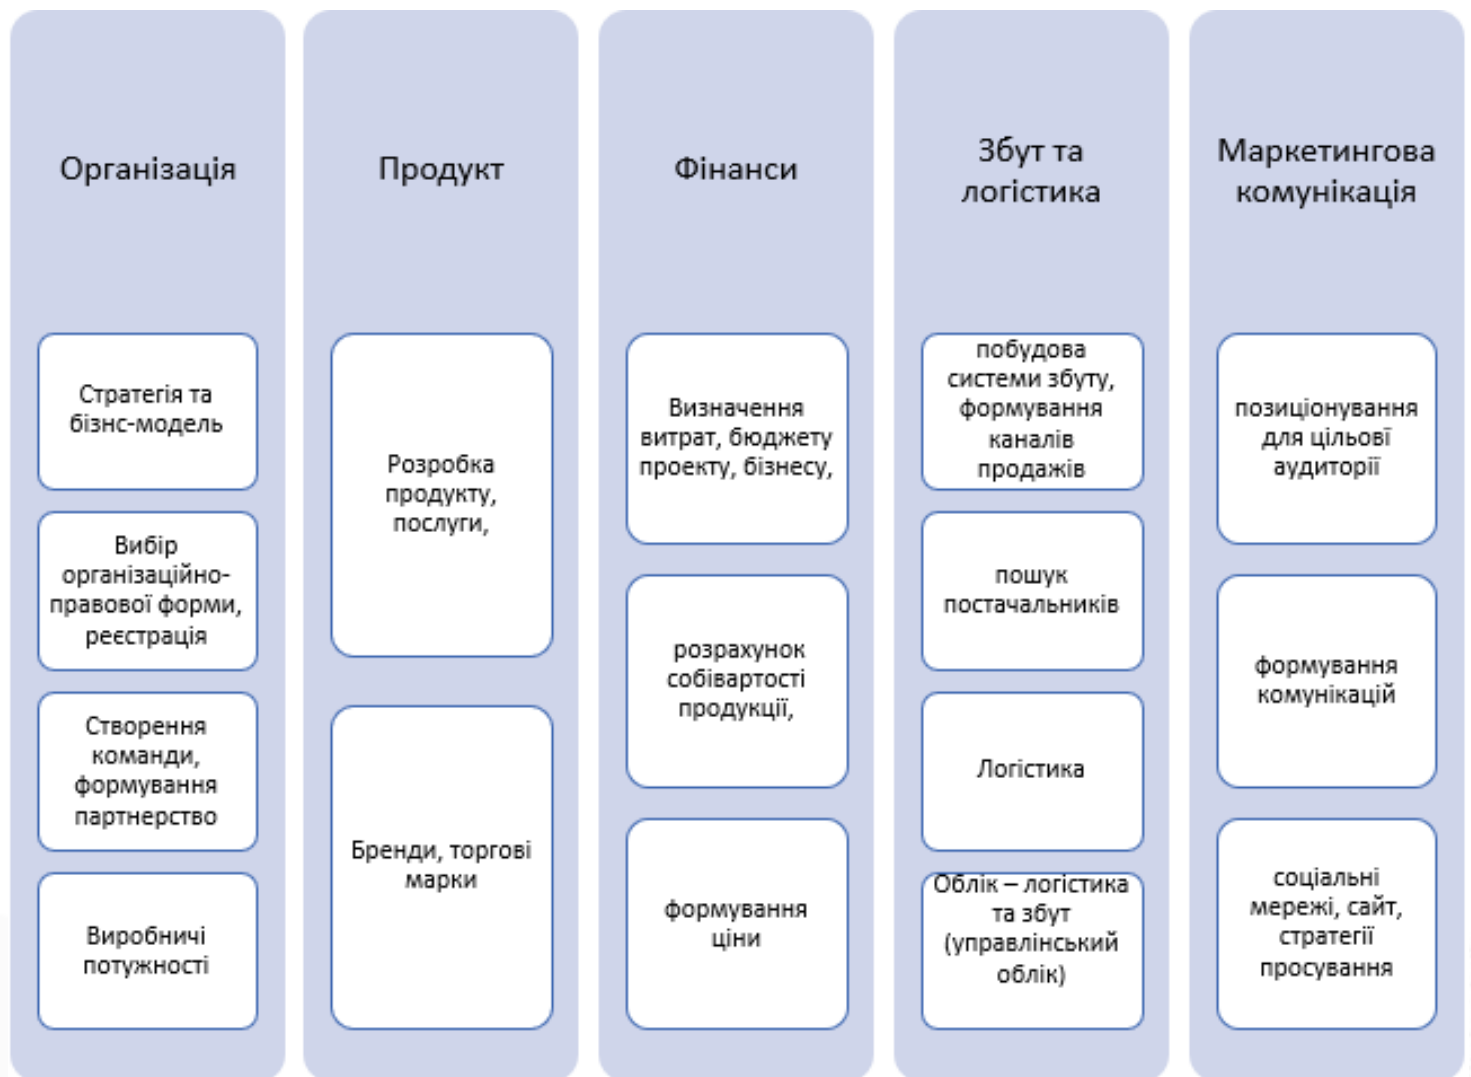 Організація
Стратегія та
бізнс-модель
Вибір
організаційно-
правової форми,
реєстрація
Створення
команди,
формування
партнерство
Виробничі
потужності
Продукт
Розробка
продукту,
послуги,
Бренди, торгові
марки
Фінанси
Визначення
витрат, бюджету
проекту, бізнесу,
розрахунок
собівартості
продукції,
формування
ціни
Збут та
логістика
побудова
системи збуту,
формування
каналів
продажів
пошук
постачальників
Логістика
Облік – логістика
та збут
(управлінський
облік)
Маркетингова
комунікація
позиціонування
для цільові
аудиторії
формування
комунікацій
соціальні
мережі, сайт,
стратегії
просування